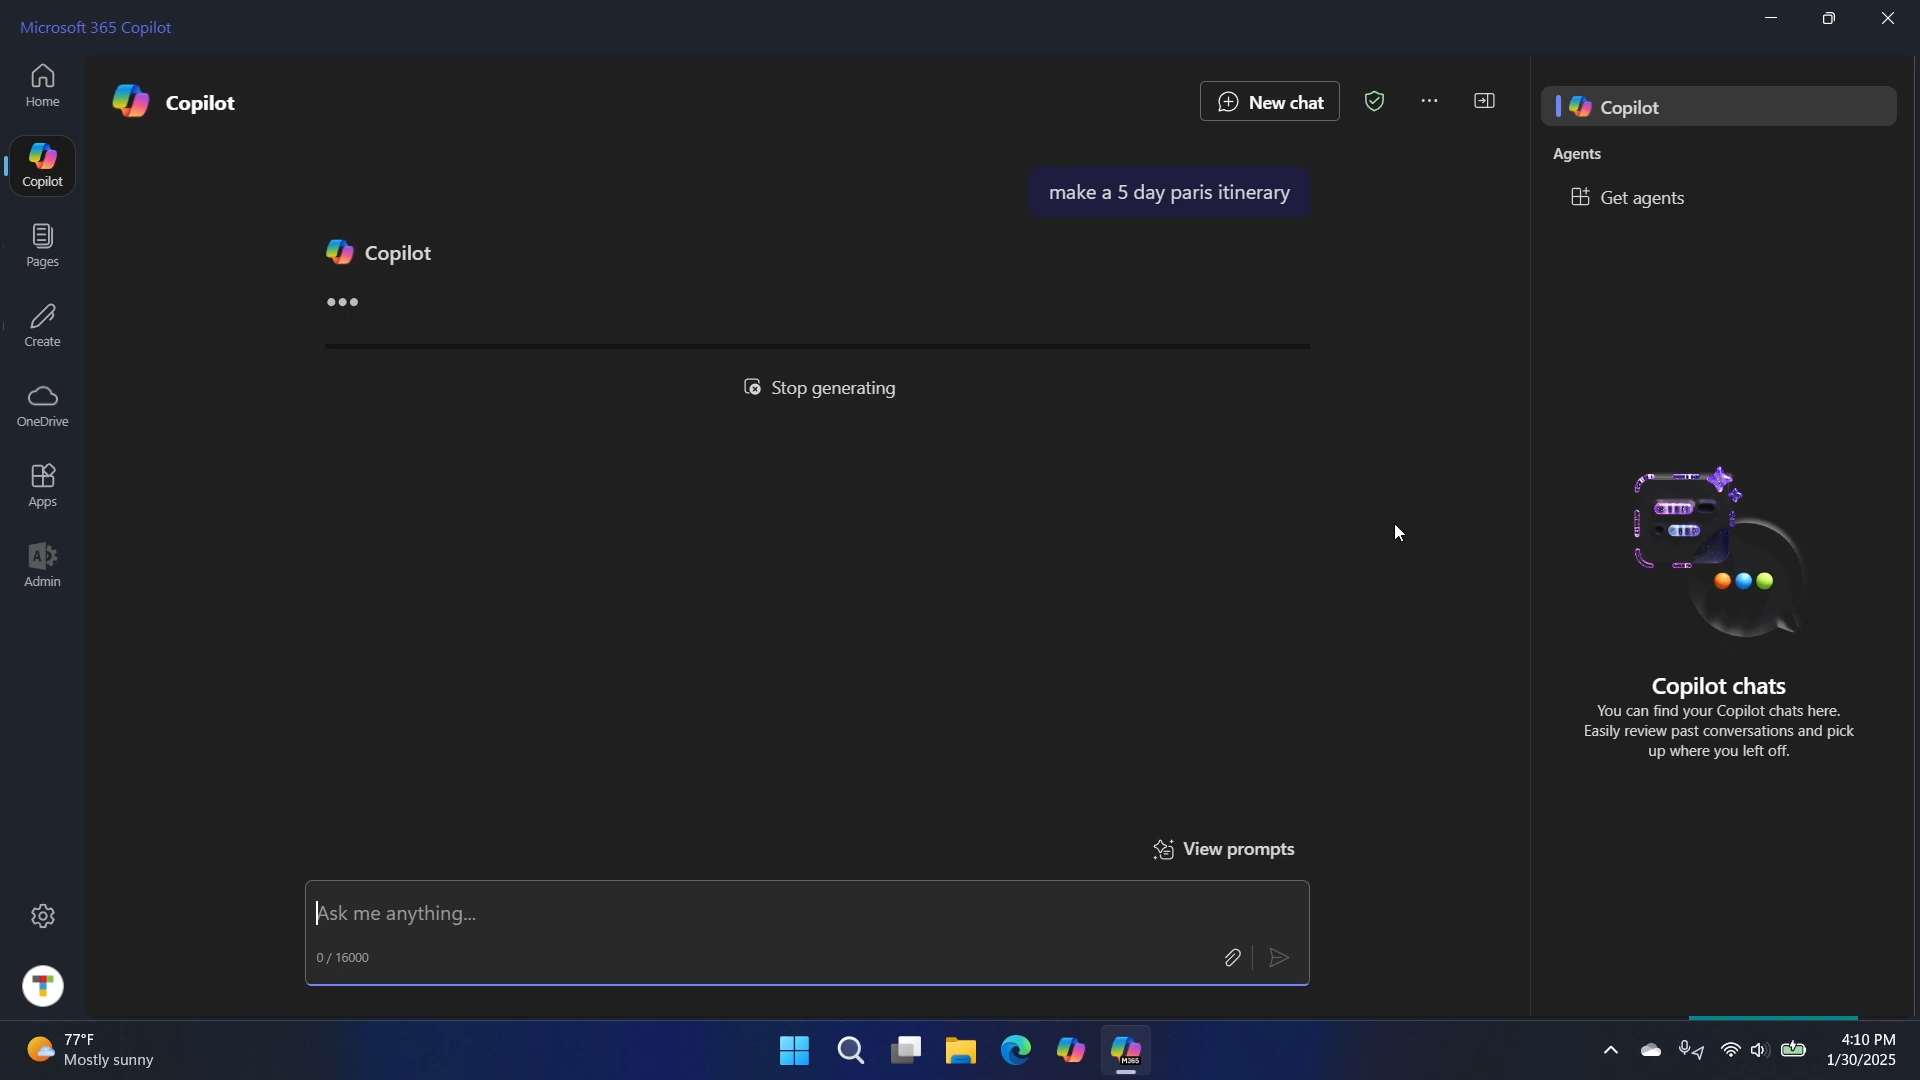 Microsoft 365 Copilot
Home
Copilot
Pages
Create
OneDrive
Apps
Admin
Copilot
New chat
make a 5 day paris itinerary
Copilot
Stop generating
View prompts
Ask me anything...
0 / 16000
Copilot
Agents
Get agents
Copilot chats
You can find your Copilot chats here.
Easily review past conversations and pick
up where you left off.
77°F
Mostly sunny
M365
4:10 PM
1/30/2025